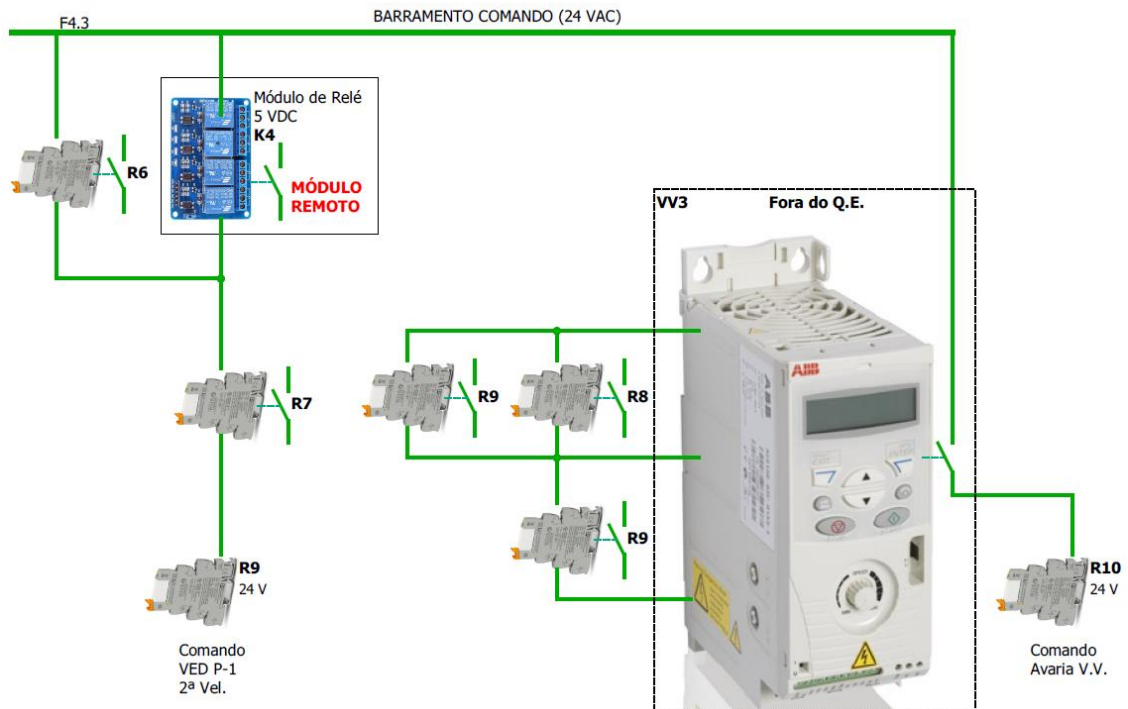 F4.3
BARRAMENTO COMANDO (24 VAC)
Módulo de Relé
5 VDC
K4
R6
MÓDULO
REMOTO
VV3
Fora do Q.E.
ABB
R7
R9
R8
R9
R9
24 V
R10
24 V
Comando
VED P-1
2ª Vel.
Comando
Avaria V.V.